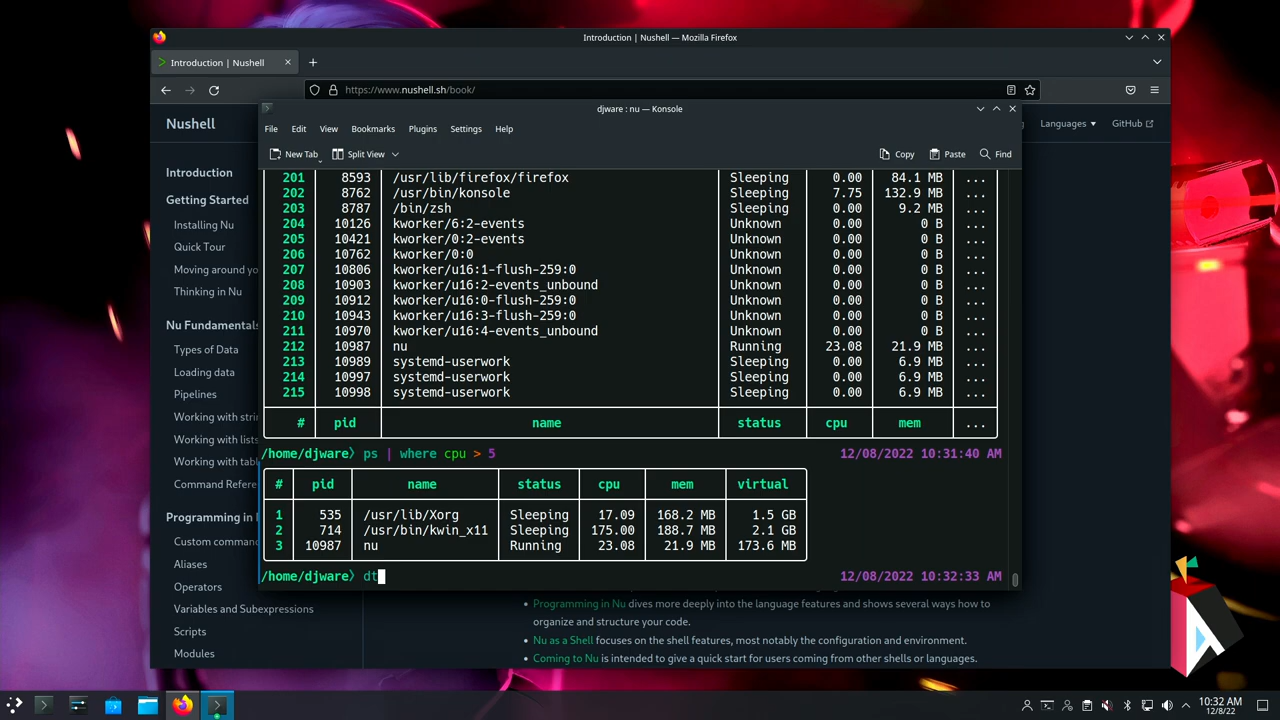 Introduction | Nushell — Mozilla Firefox
Introduction | Nushell
https://www.nushell.sh/book/
Nushell
Languages
GitHub
Introduction
Getting Started
Installing Nu
Quick Tour
Moving around yo
Thinking in Nu
Nu Fundamentals
Types of Data
Loading data
Pipelines
Working with strin
Working with lists
Working with tabl
Command Refere
Programming in
Custom comman
Aliases
Operators
Variables and Subexpressions
Scripts
Modules
djware : nu — Konsole
File Edit View Bookmarks Plugins Settings Help
New Tab Split View Copy Paste Find
201 8593 /usr/lib/firefox/firefox Sleeping 0.00 84.1 MB ...
202 8762 /usr/bin/konsole Sleeping 7.75 132.9 MB ...
203 8787 /bin/zsh Sleeping 0.00 9.2 MB ...
204 10126 kworker/6:2-events Unknown 0.00 0 B ...
205 10421 kworker/0:2-events Unknown 0.00 0 B ...
206 10762 kworker/0:0 Unknown 0.00 0 B ...
207 10806 kworker/u16:1-flush-259:0 Unknown 0.00 0 B ...
208 10903 kworker/u16:2-events_unbound Unknown 0.00 0 B ...
209 10912 kworker/u16:0-flush-259:0 Unknown 0.00 0 B ...
210 10943 kworker/u16:3-flush-259:0 Unknown 0.00 0 B ...
211 10970 kworker/u16:4-events_unbound Unknown 0.00 0 B ...
212 10987 nu Running 23.08 21.9 MB ...
213 10989 systemd-userwork Sleeping 0.00 6.9 MB ...
214 10997 systemd-userwork Sleeping 0.00 6.9 MB ...
215 10998 systemd-userwork Sleeping 0.00 6.9 MB ...
# pid name status cpu mem ...
/home/djware〉 ps | where cpu > 5 12/08/2022 10:31:40 AM
# pid name status cpu mem virtual
1 535 /usr/lib/Xorg Sleeping 17.09 168.2 MB 1.5 GB
2 714 /usr/bin/kwin_x11 Sleeping 175.00 188.7 MB 2.1 GB
3 10987 nu Running 23.08 21.9 MB 173.6 MB
/home/djware〉 dt 12/08/2022 10:32:33 AM
Programming in Nu dives more deeply into the language features and shows several ways how to
organize and structure your code.
Nu as a Shell focuses on the shell features, most notably the configuration and environment.
Coming to Nu is intended to give a quick start for users coming from other shells or languages.
10:32 AM
12/8/22